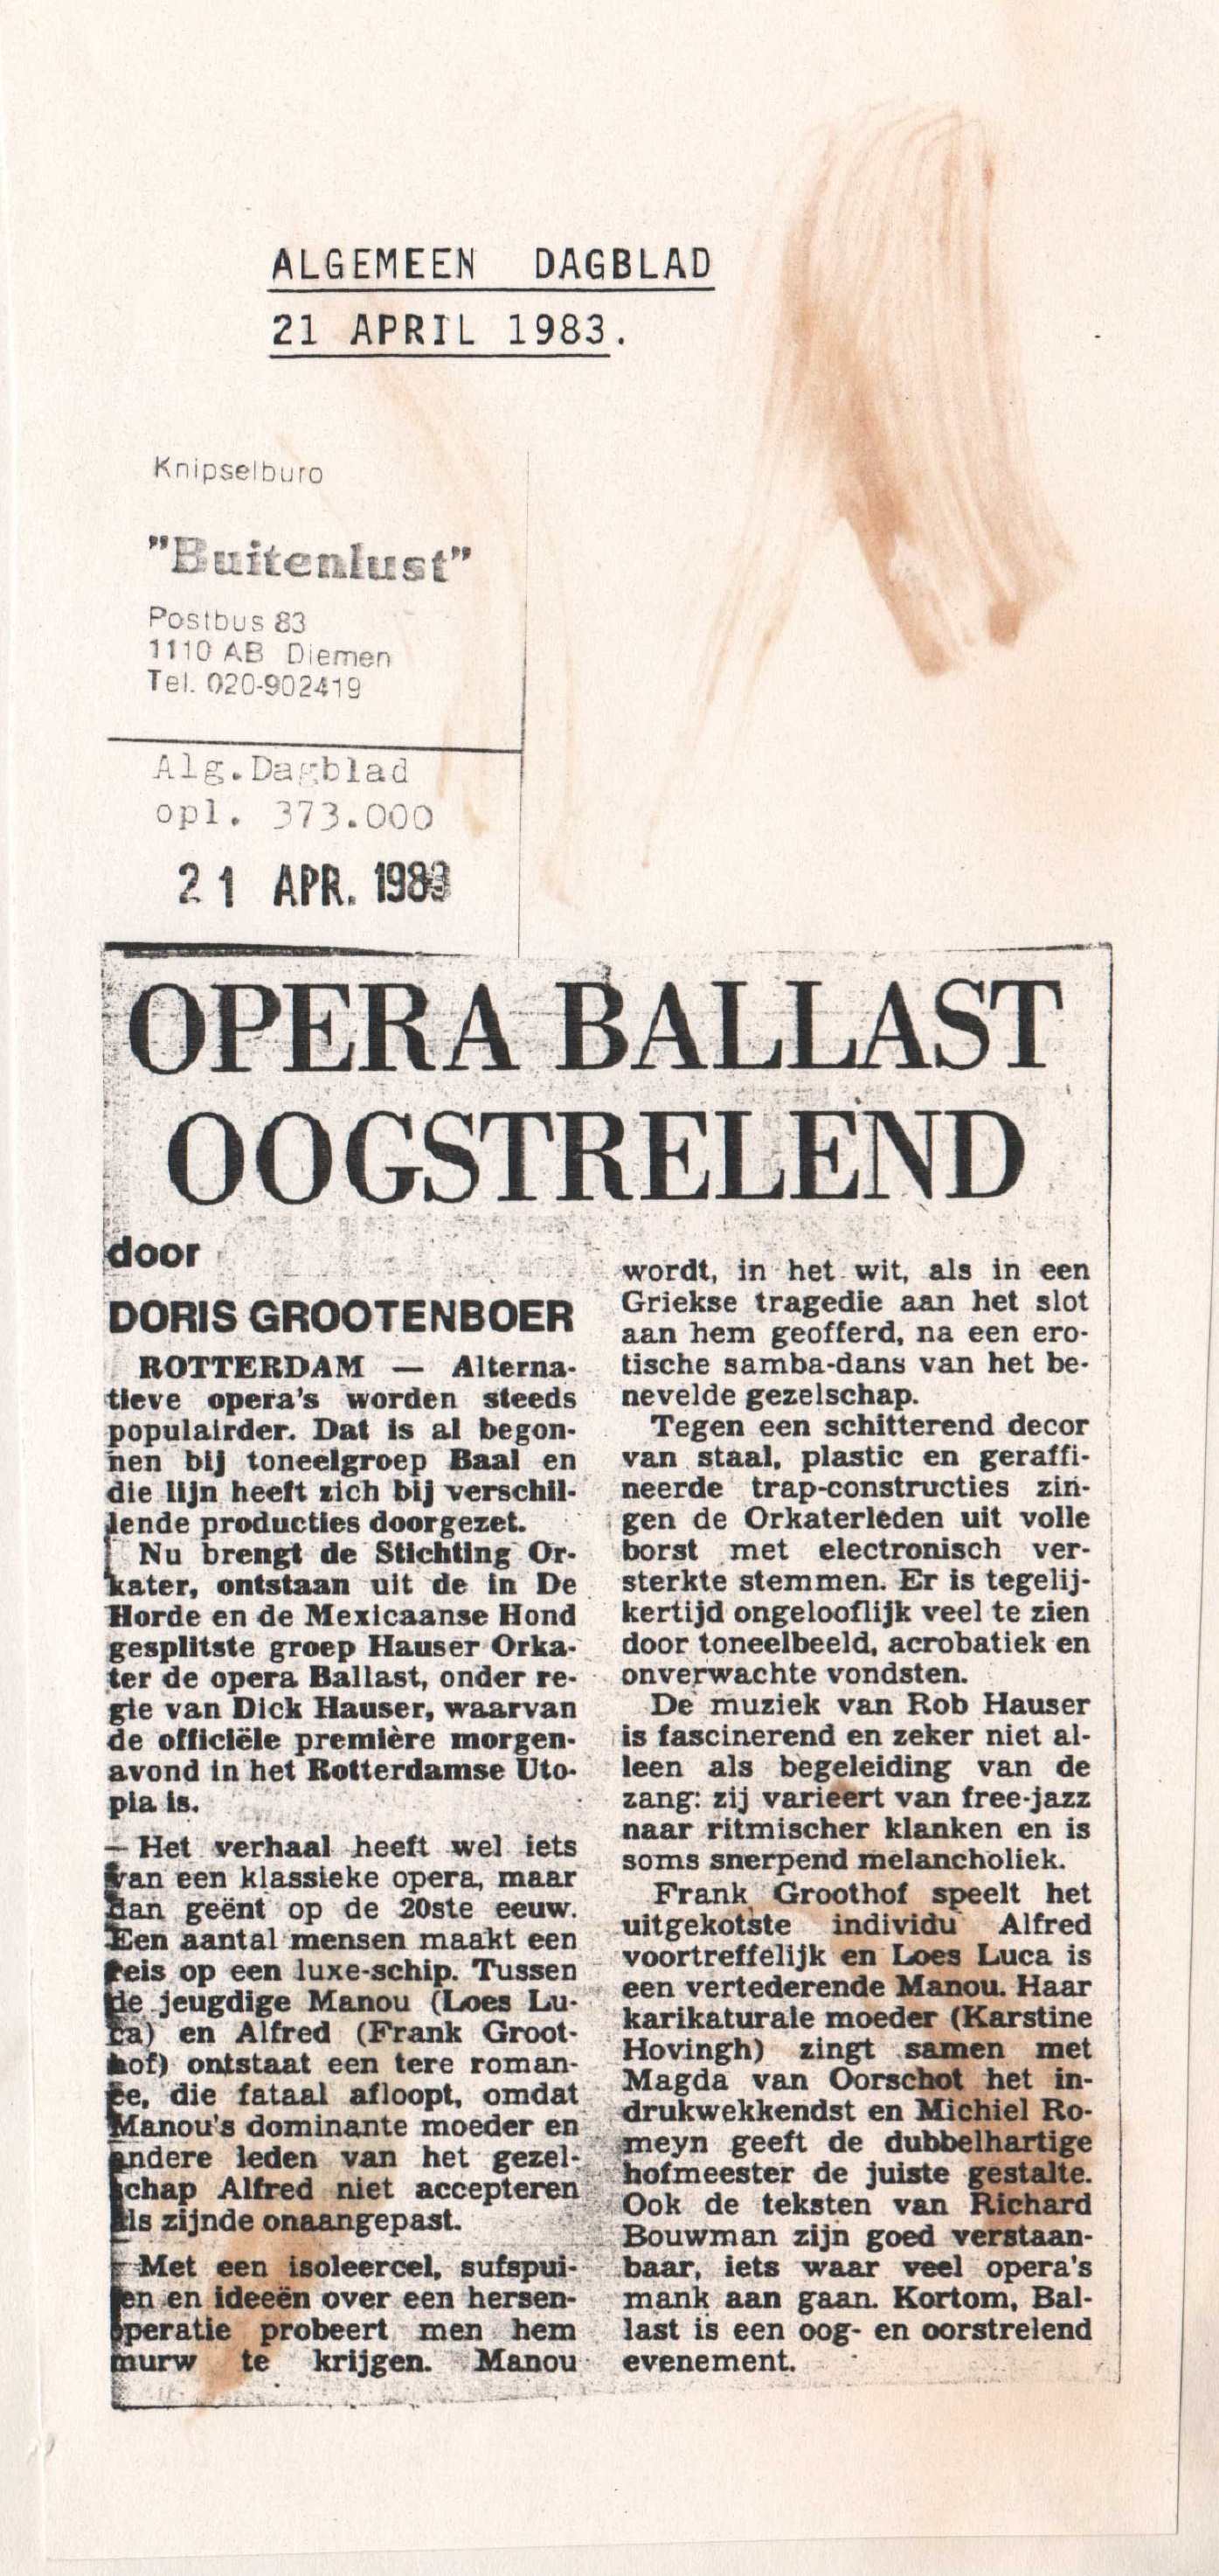 ALGEMEEN DAGBLAD
21 APRIL 1983.
Knipselburo
"Buitenlust"
Postbus 83
1110 AB Diemen
Tel. 020-902419
Alg.Dagblad
opl. 373.000
21 APR. 1983
OPERA BALLAST
OOGSTRELEND
door
DORIS GROOTENBOER
ROTTERDAM — Alterna-
tieve opera's worden steeds
populairder. Dat is al begon-
nen bij toneelgroep Baal en
die lijn heeft zich bij verschil-
lende producties doorgezet.
Nu brengt de Stichting Or-
kater, ontstaan uit de in De
Horde en de Mexicaanse Hond
gesplitste groep Hauser Orka-
ter de opera Ballast, onder re-
gie van Dick Hauser, waarvan
de officiële première morgen-
avond in het Rotterdamse Uto-
pia is.
Het verhaal heeft wel iets
van een klassieke opera, maar
dan geënt op de 20ste eeuw.
Een aantal mensen maakt een
reis op een luxe-schip. Tussen
de jeugdige Manou (Loes Lu-
ca) en Alfred (Frank Groot-
hof) ontstaat een tere roman-
ce, die fataal afloopt, omdat
Manou's dominante moeder en
andere leden van het gezel-
schap Alfred niet accepteren
als zijnde onaangepast.
Met een isoleercel, sufspui-
ten en ideeën over een hersen-
operatie probeert men hem
murw te krijgen. Manou
wordt, in het wit, als in een
Griekse tragedie aan het slot
aan hem geofferd, na een ero-
tische samba-dans van het be-
nevelde gezelschap.
Tegen een schitterend decor
van staal, plastic en geraffi-
neerde trap-constructies zin-
gen de Orkaterleden uit volle
borst met electronisch ver-
sterkte stemmen. Er is tegelij-
kertijd ongelooflijk veel te zien
door toneelbeeld, acrobatiek en
onverwachte vondsten.
De muziek van Rob Hauser
is fascinerend en zeker niet al-
leen als begeleiding van de
zang: zij varieert van free-jazz
naar ritmischer klanken en is
soms snerpend melancholiek.
Frank Groothof speelt het
uitgekotste individu Alfred
voortreffelijk en Loes Luca is
een vertederende Manou. Haar
karikaturale moeder (Karstine
Hovingh) zingt samen met
Magda van Oorschot het in-
drukwekkendst en Michiel Ro-
meyn geeft de dubbelhartige
hofmeester de juiste gestalte.
Ook de teksten van Richard
Bouwman zijn goed verstaan-
baar, iets waar veel opera's
mank aan gaan. Kortom, Bal-
last is een oog- en oorstrelend
evenement.